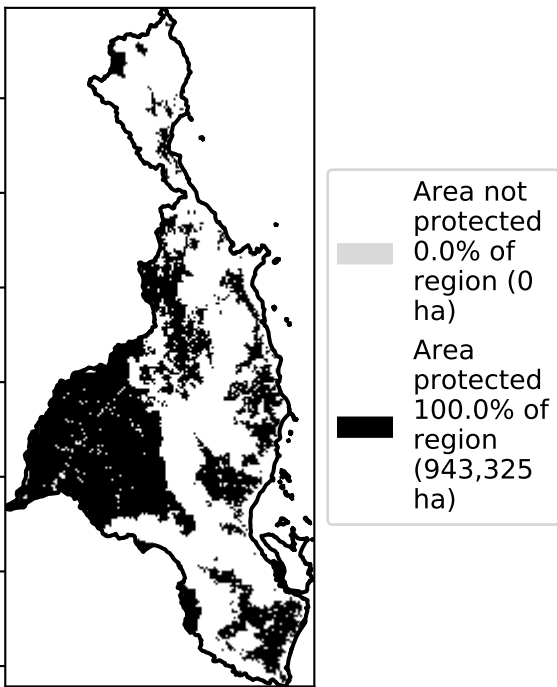 Area not
protected
0.0% of
region (0
ha)
Area
protected
100.0% of
region
(943,325
ha)